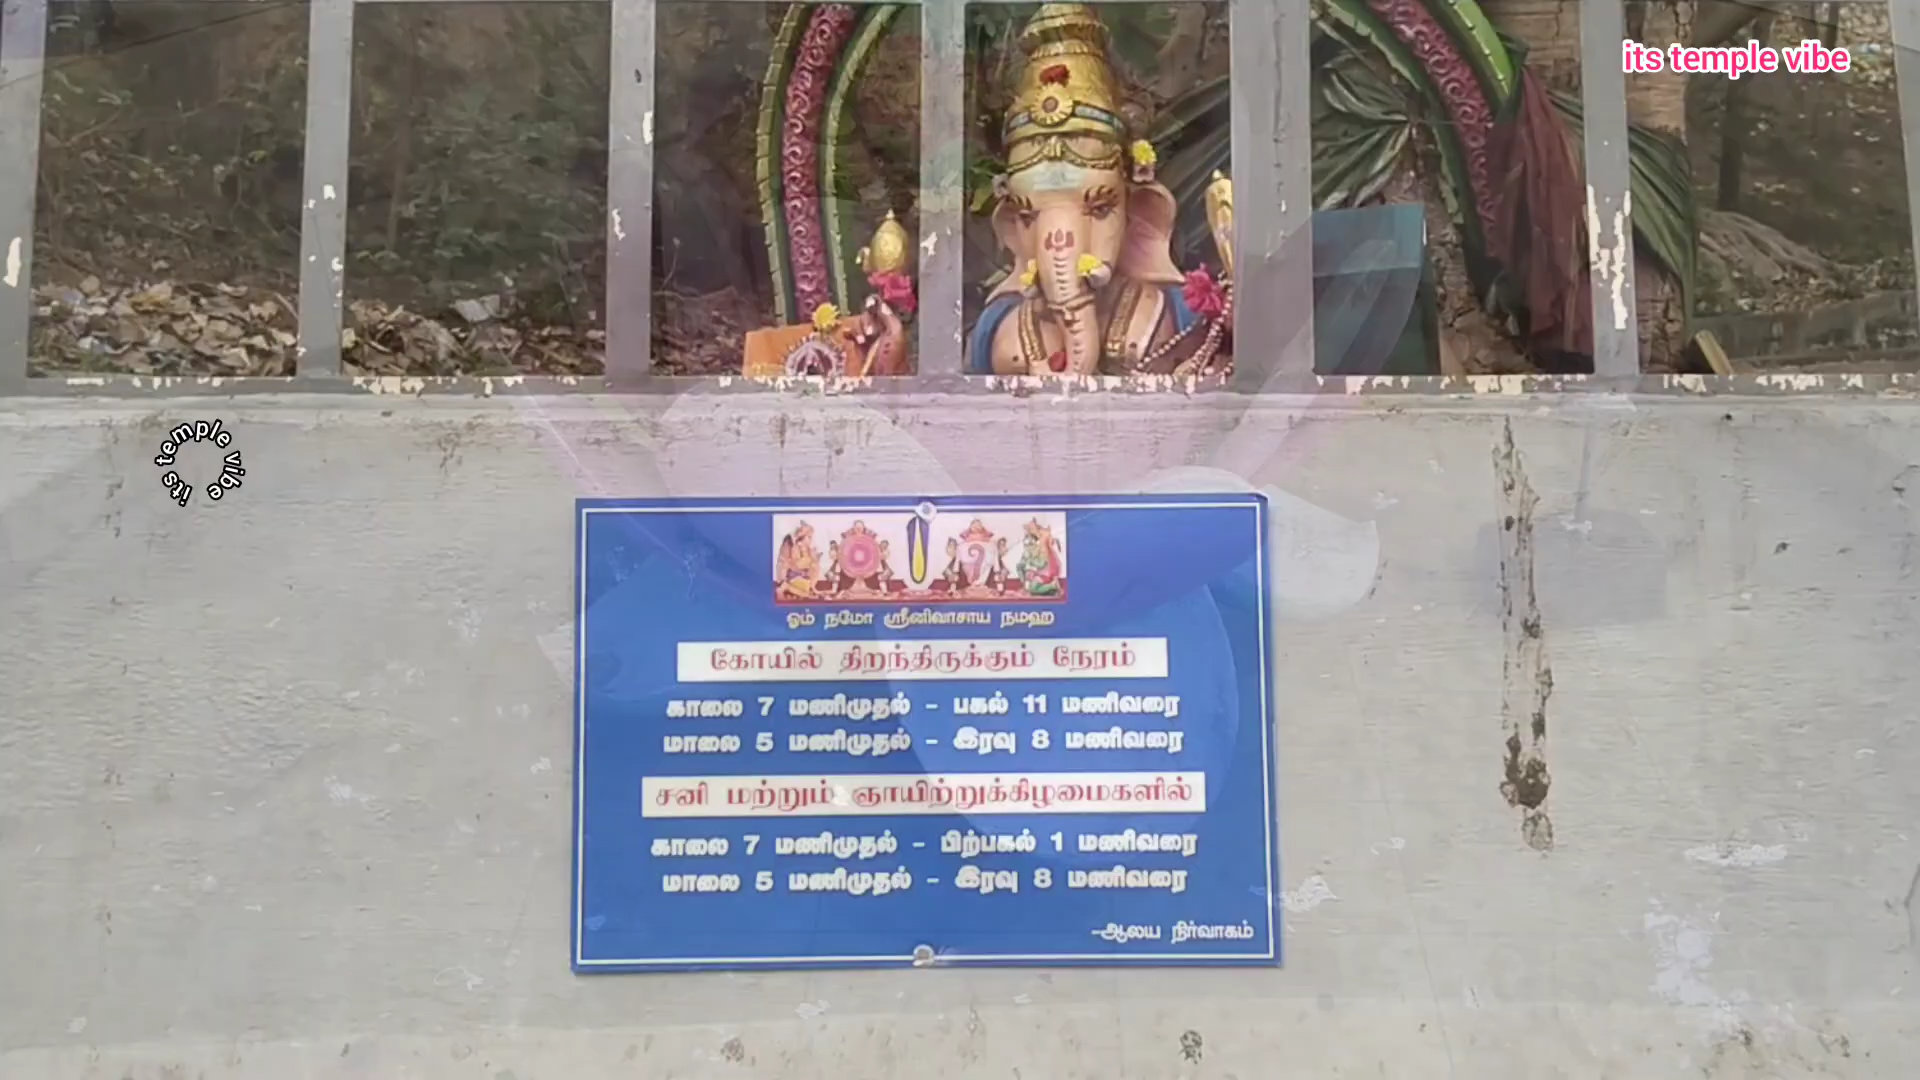 its temple vibe
its temple vibe
ஓம் நமோ ஸ்ரீனிவாசாய நமஹ
கோயில் திறந்திருக்கும் நேரம்
காலை 7 மணிமுதல் - பகல் 11 மணிவரை
மாலை 5 மணிமுதல் - இரவு 8 மணிவரை
சனி மற்றும் ஞாயிற்றுக்கிழமைகளில்
காலை 7 மணிமுதல் - பிற்பகல் 1 மணிவரை
மாலை 5 மணிமுதல் - இரவு 8 மணிவரை
-ஆலய நிர்வாகம்